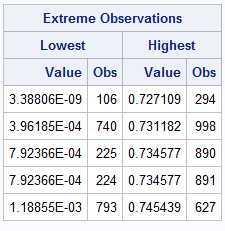 Extreme Observations
Lowest Highest
Value Obs Value Obs
3.38806E-09 106 0.727109 294
3.96185E-04 740 0.731182 998
7.92366E-04 225 0.734577 890
7.92366E-04 224 0.734577 891
1.18855E-03 793 0.745439 627